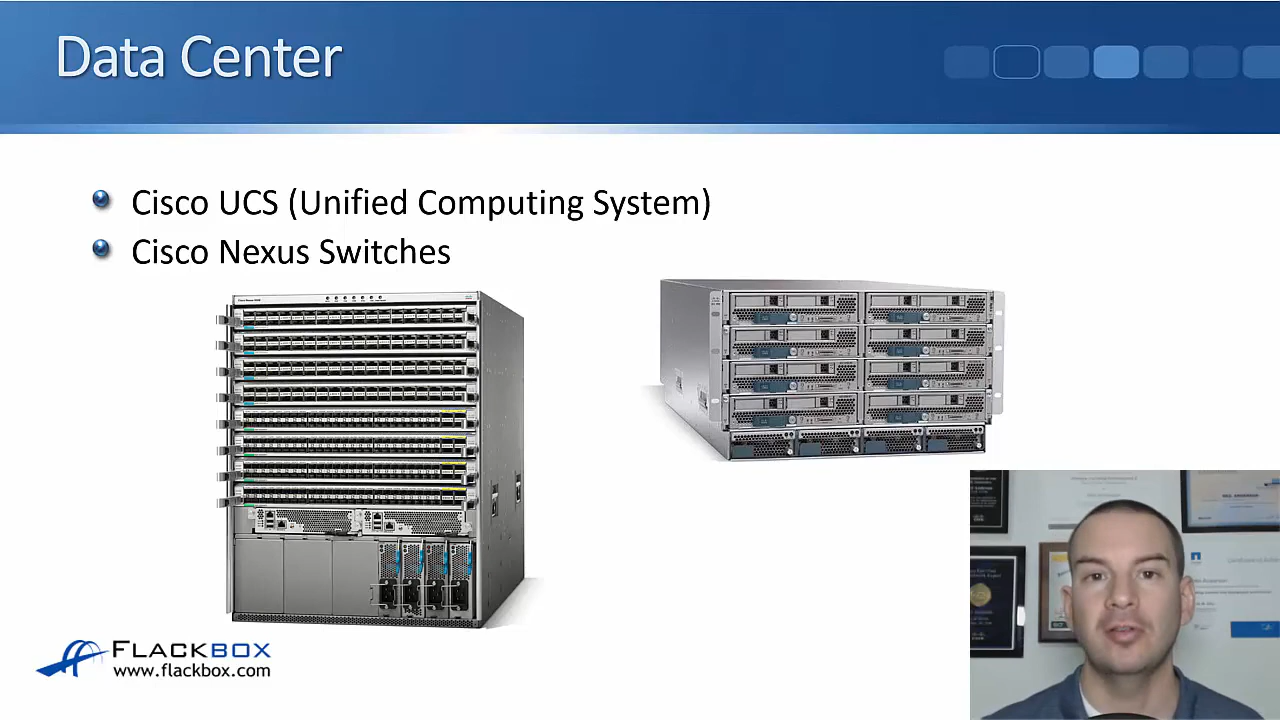 Data Center
Cisco UCS (Unified Computing System)
Cisco Nexus Switches
FLACKBOX
www.flackbox.com